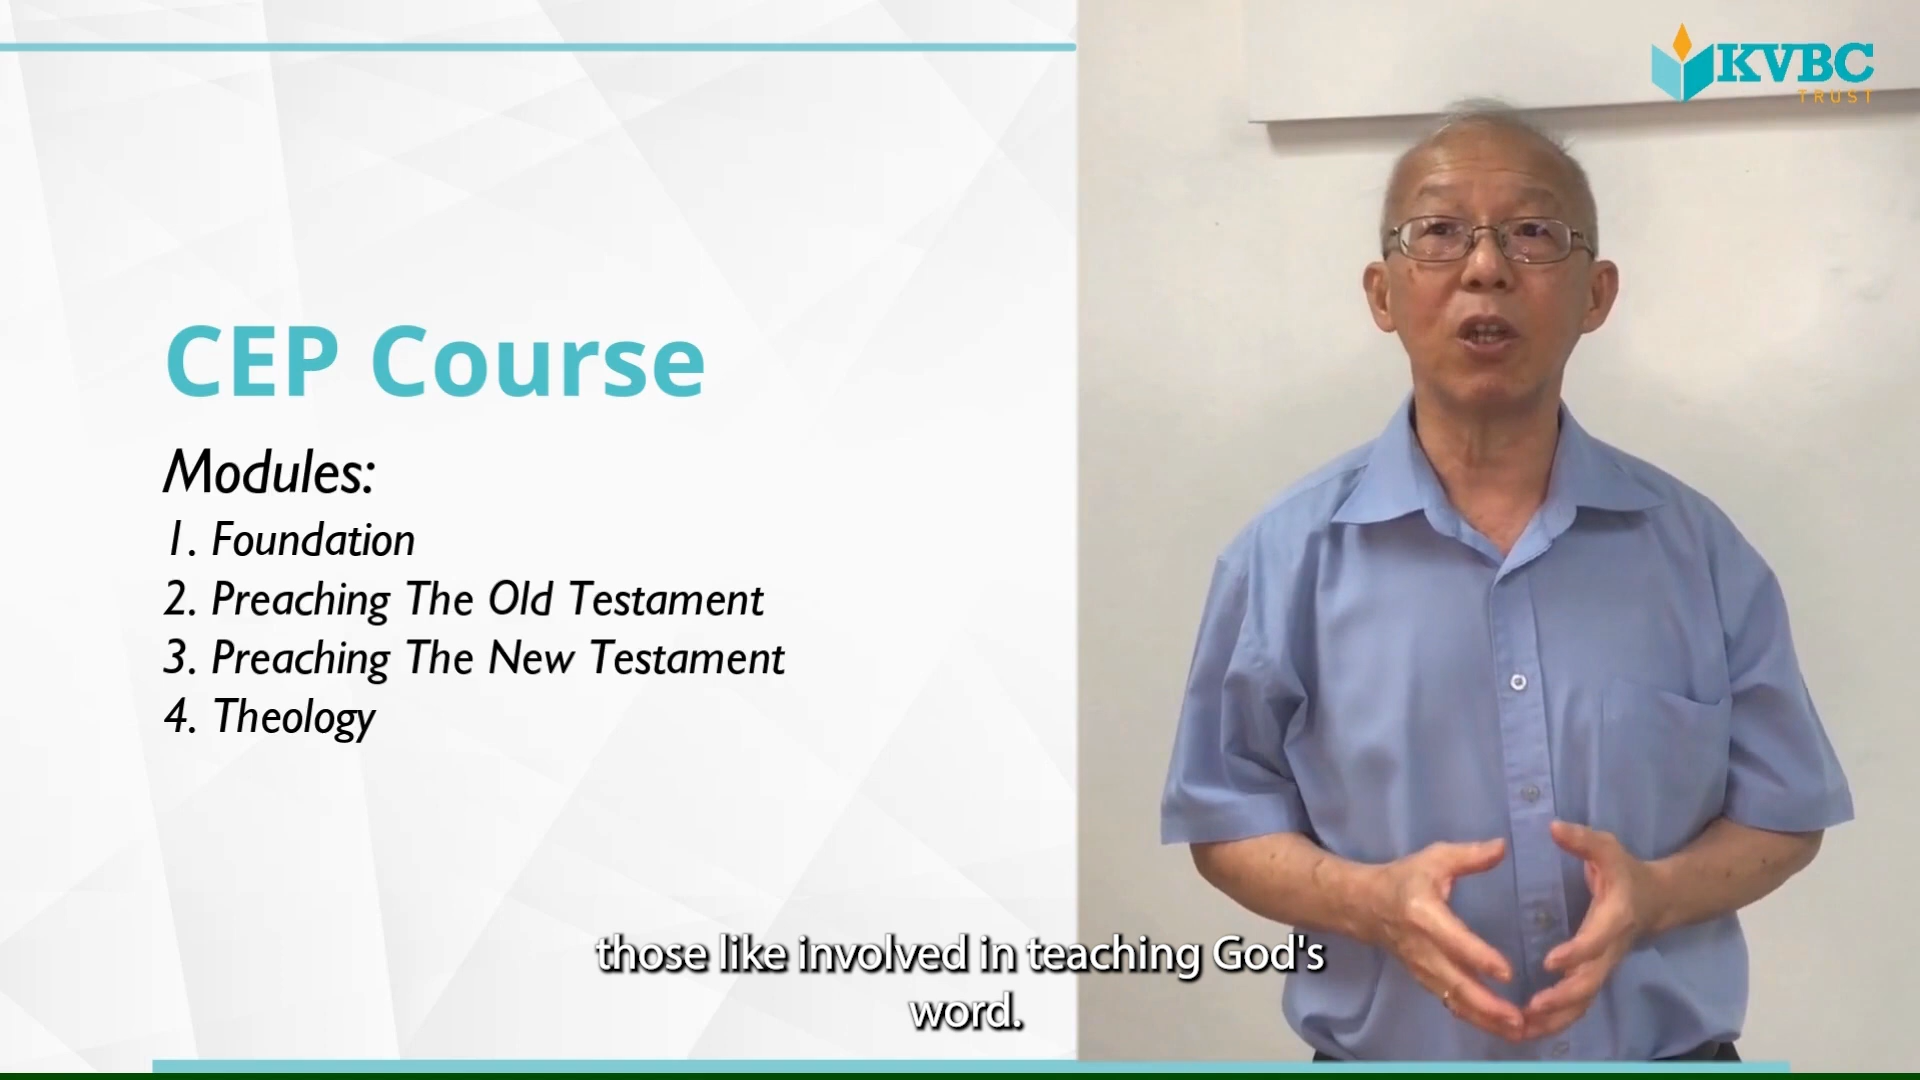 KVBC
TRUST
CEP Course
Modules:
1. Foundation
2. Preaching The Old Testament
3. Preaching The New Testament
4. Theology
those like involved in teaching God's
word.